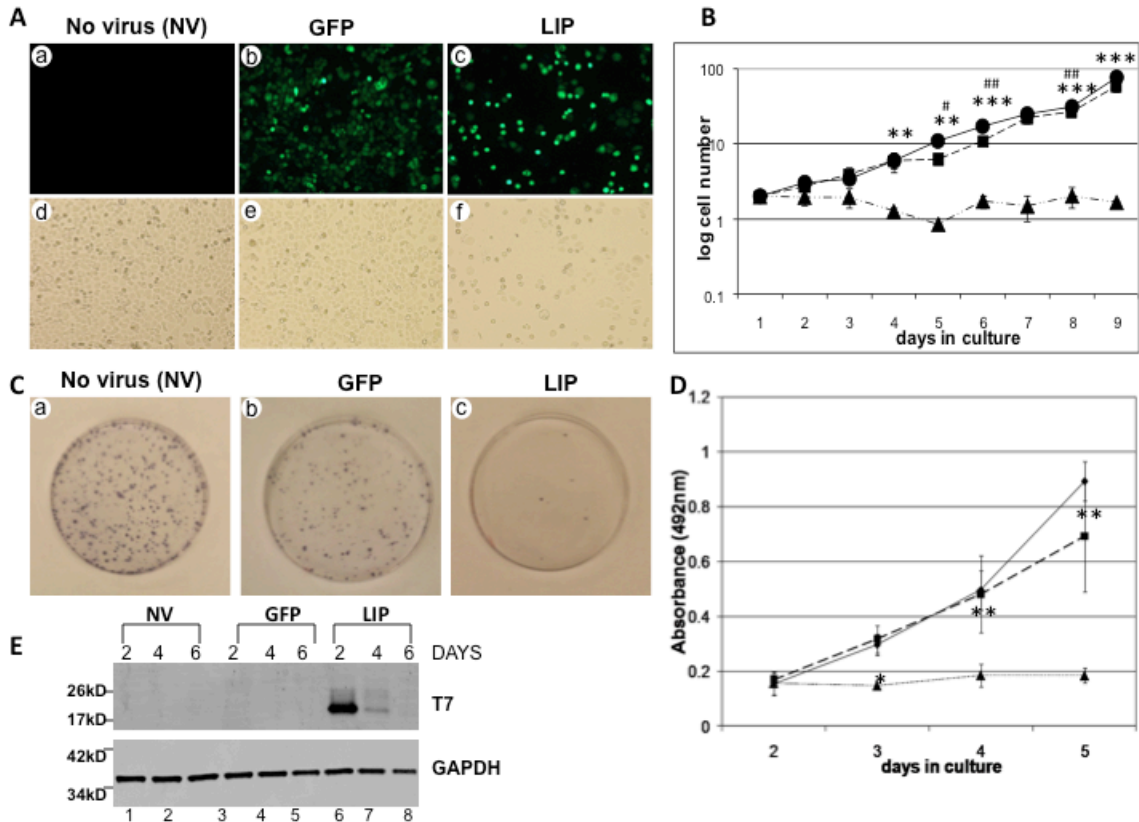 A
No virus (NV) GFP LIP
a b c
d e f
B
100
10
1
0.1
log cell number
** # ** ## *** ## *** ***
1 2 3 4 5 6 7 8 9
days in culture
C
No virus (NV) GFP LIP
a b c
D
1.2
1
0.8
0.6
0.4
0.2
0
Absorbance (492nm)
* ** **
2 3 4 5
days in culture
E
NV GFP LIP
2 4 6 2 4 6 2 4 6 DAYS
26kD
17kD
T7
42kD
34kD
GAPDH
1 2 3 4 5 6 7 8